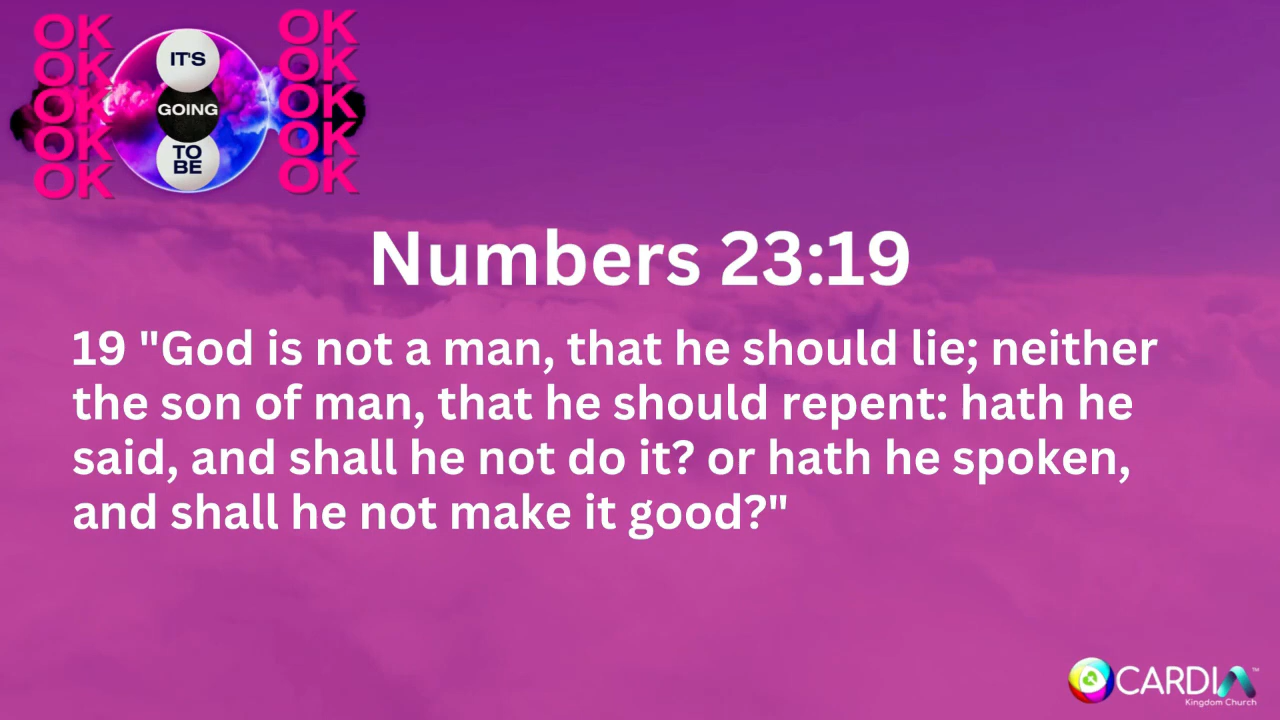 OK
OK
OK
OK
OK
IT'S
GOING
TO
BE
OK
OK
OK
OK
OK
Numbers 23:19
19 "God is not a man, that he should lie; neither
the son of man, that he should repent: hath he
said, and shall he not do it? or hath he spoken,
and shall he not make it good?"
CARDIA™
Kingdom Church